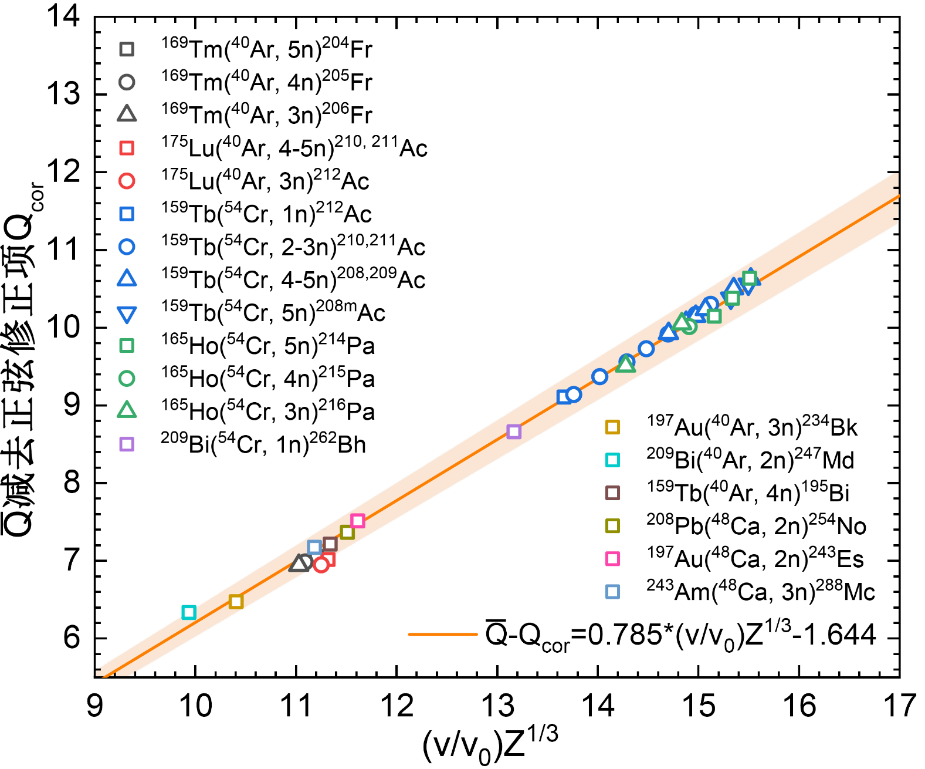 14
13
12
11
10
9
8
7
6
Q̅减去正弦修正项Q_cor
¹⁶⁹Tm(⁴⁰Ar, 5n)²⁰⁴Fr
¹⁶⁹Tm(⁴⁰Ar, 4n)²⁰⁵Fr
¹⁶⁹Tm(⁴⁰Ar, 3n)²⁰⁶Fr
¹⁷⁵Lu(⁴⁰Ar, 4-5n)²¹⁰, ²¹¹Ac
¹⁷⁵Lu(⁴⁰Ar, 3n)²¹²Ac
¹⁵⁹Tb(⁵⁴Cr, 1n)²¹²Ac
¹⁵⁹Tb(⁵⁴Cr, 2-3n)²¹⁰,²¹¹Ac
¹⁵⁹Tb(⁵⁴Cr, 4-5n)²⁰⁸,²⁰⁹Ac
¹⁵⁹Tb(⁵⁴Cr, 5n)²⁰⁸ᵐAc
¹⁶⁵Ho(⁵⁴Cr, 5n)²¹⁴Pa
¹⁶⁵Ho(⁵⁴Cr, 4n)²¹⁵Pa
¹⁶⁵Ho(⁵⁴Cr, 3n)²¹⁶Pa
²⁰⁹Bi(⁵⁴Cr, 1n)²⁶²Bh
¹⁹⁷Au(⁴⁰Ar, 3n)²³⁴Bk
²⁰⁹Bi(⁴⁰Ar, 2n)²⁴⁷Md
¹⁵⁹Tb(⁴⁰Ar, 4n)¹⁹⁵Bi
²⁰⁸Pb(⁴⁸Ca, 2n)²⁵⁴No
¹⁹⁷Au(⁴⁸Ca, 2n)²⁴³Es
²⁴³Am(⁴⁸Ca, 3n)²⁸⁸Mc
Q̅-Q_cor=0.785*(v/v₀)Z¹ᐟ³-1.644
9 10 11 12 13 14 15 16 17
(v/v₀)Z¹ᐟ³